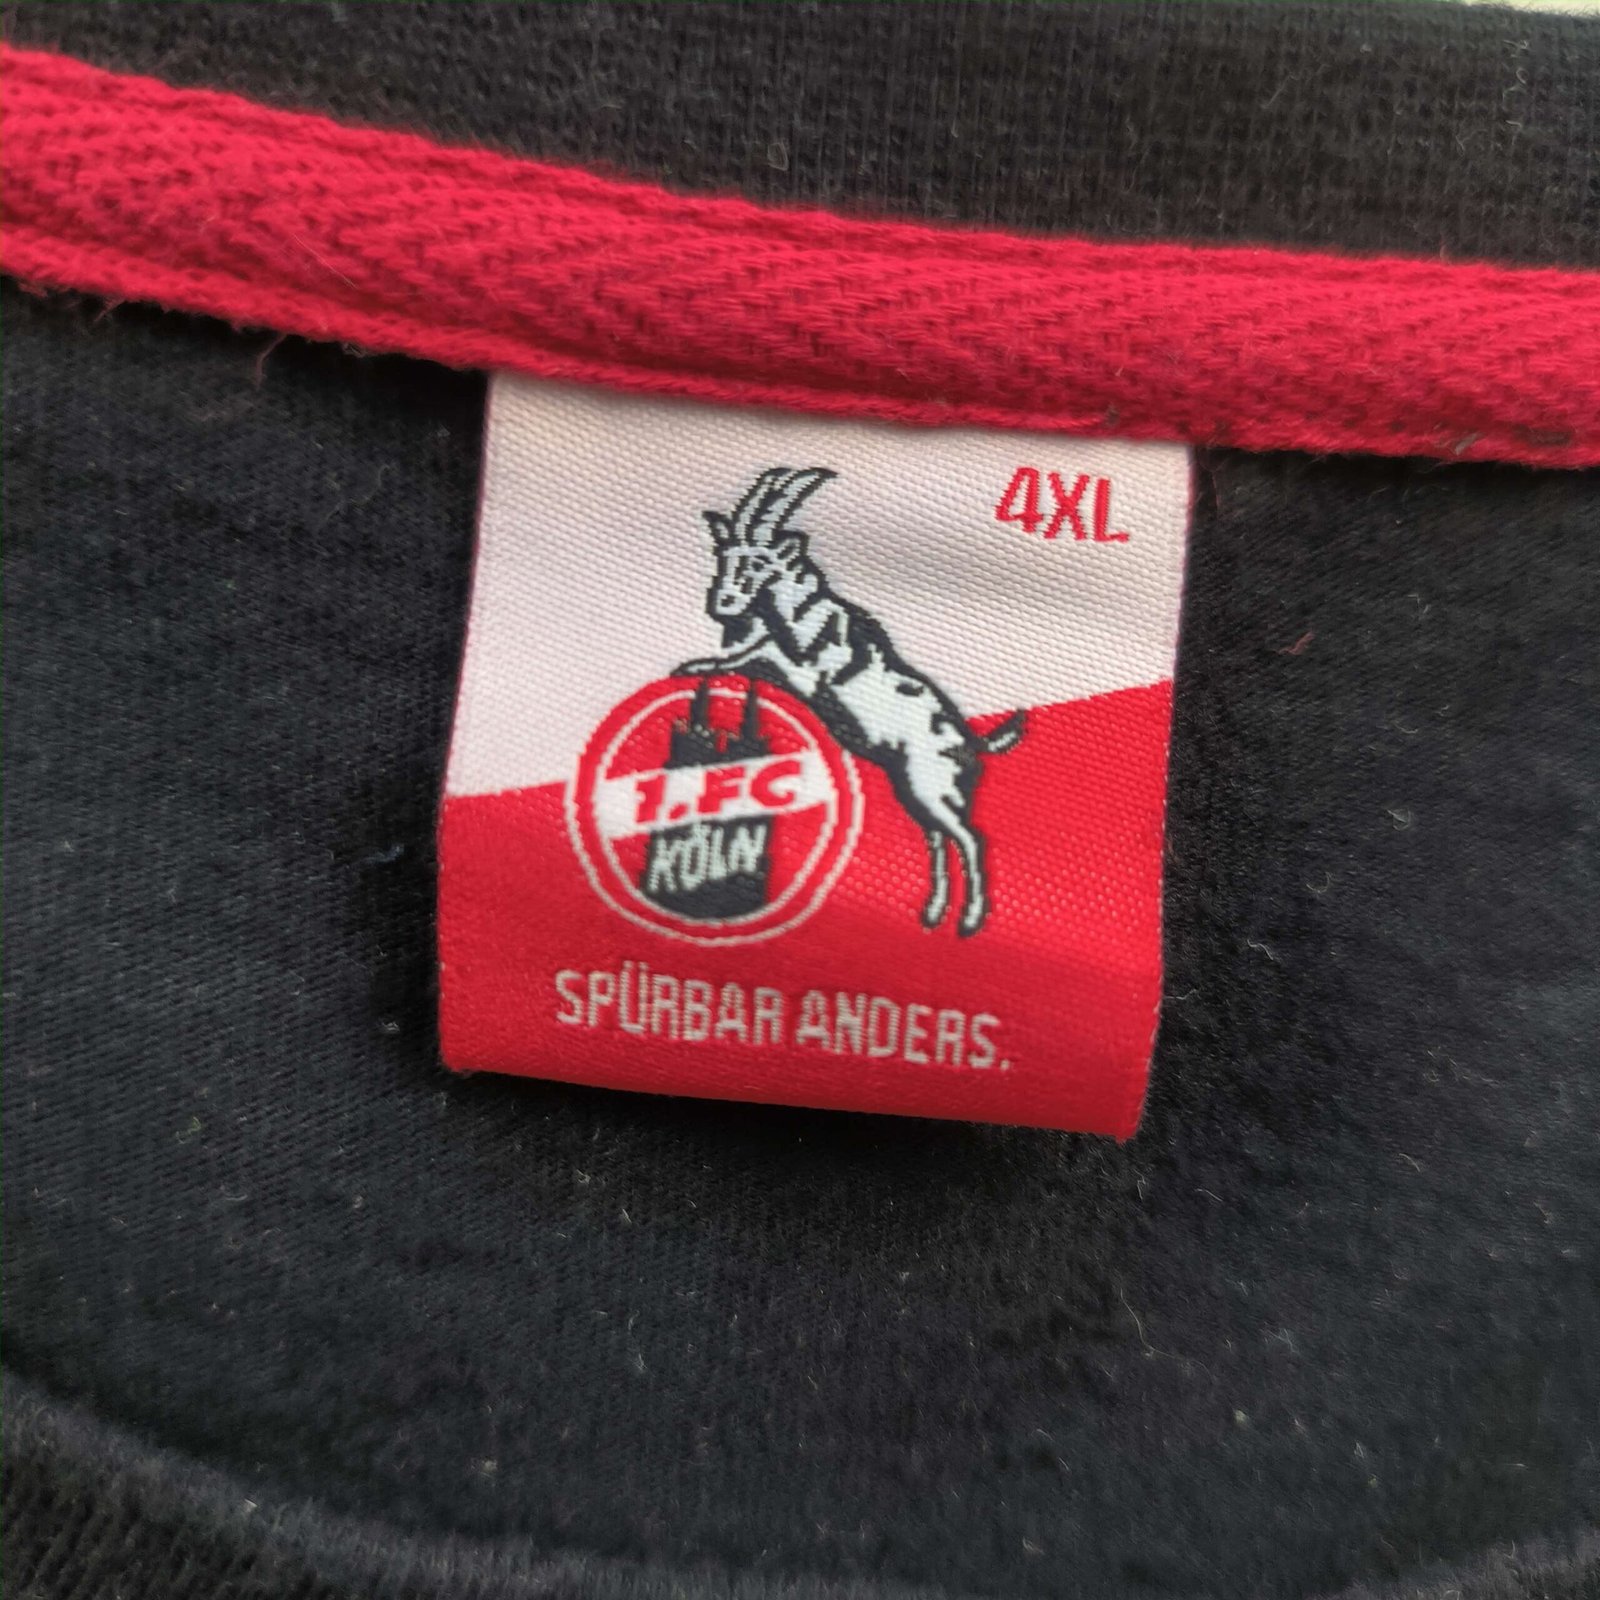 4XL
1.FC
KÖLN
SPÜRBAR ANDERS.